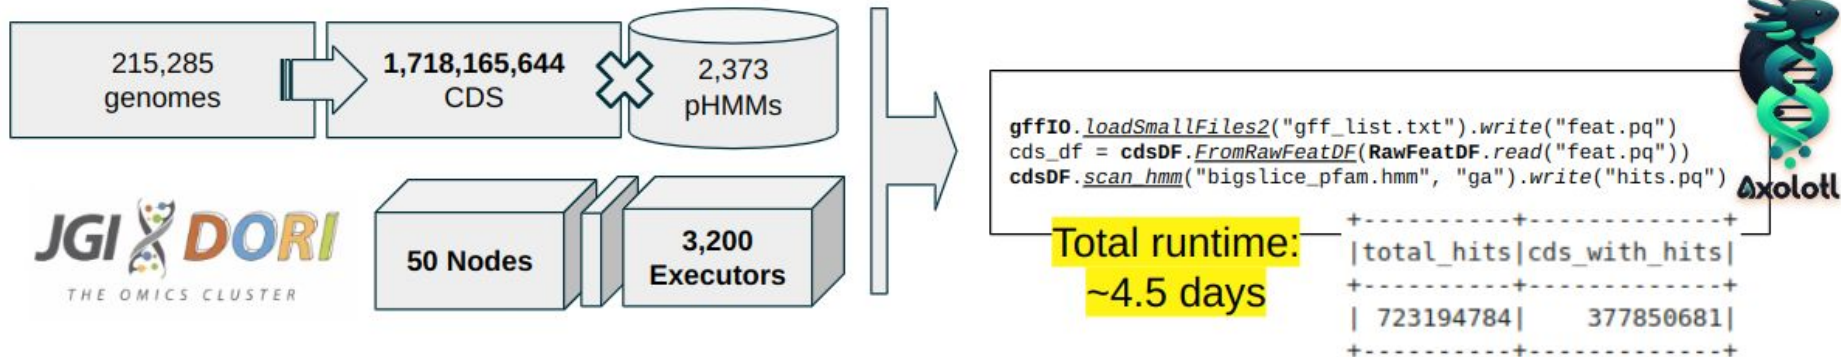 215,285
genomes
1,718,165,644
CDS
2,373
pHMMs
JGI DORI
THE OMICS CLUSTER
50 Nodes
3,200
Executors
gffIO.loadSmallFiles2("gff_list.txt").write("feat.pq")
cds_df = cdsDF.FromRawFeatDF(RawFeatDF.read("feat.pq"))
cdsDF.scan_hmm("bigslice_pfam.hmm", "ga").write("hits.pq")
Axolotl
Total runtime:
~4.5 days
+----------+-------------+
|total_hits|cds_with_hits|
+----------+-------------+
| 723194784|    377850681|
+----------+-------------+